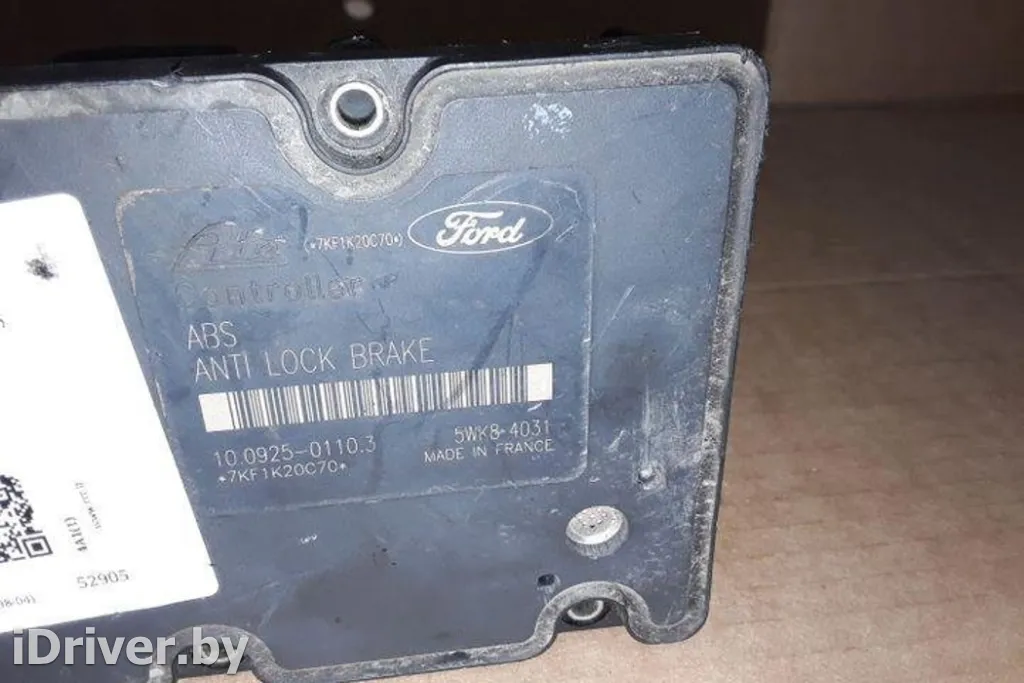 Ford
*7KF1K20C70*
Controller
ABS
ANTI LOCK BRAKE
10.0925-0110.3
5WK8 4031
*7KF1K20C70*
MADE IN FRANCE
52905
iDriver.by